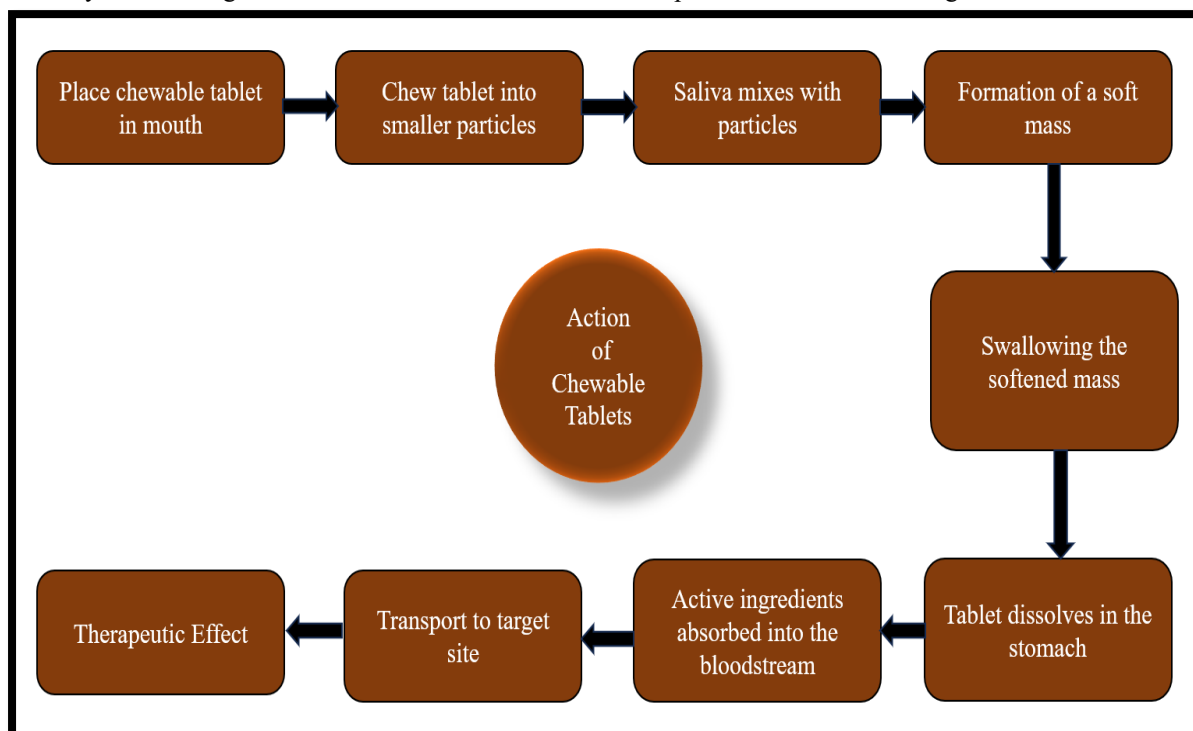 Place chewable tablet
in mouth
Chew tablet into
smaller particles
Saliva mixes with
particles
Formation of a soft
mass
Swallowing the
softened mass
Tablet dissolves in the
stomach
Active ingredients
absorbed into the
bloodstream
Transport to target
site
Therapeutic Effect
Action
of
Chewable
Tablets